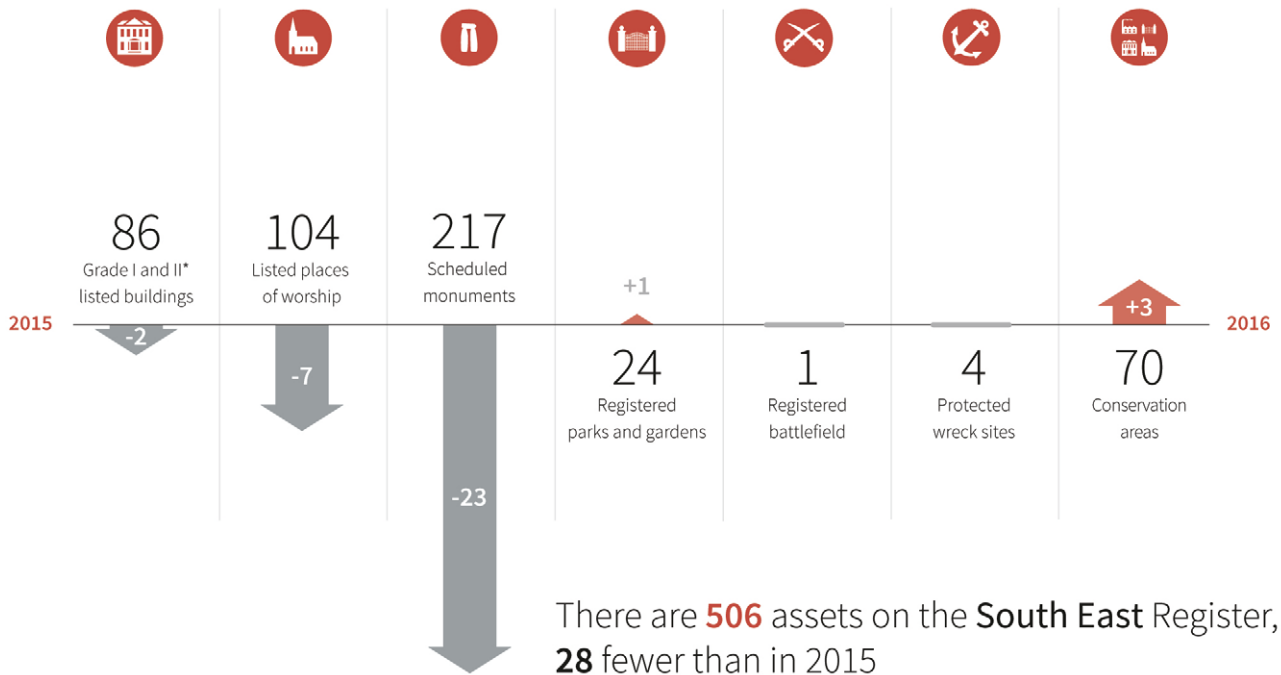 86
Grade I and II*
listed buildings
104
Listed places
of worship
217
Scheduled
monuments
+1
2015
-2
-7
-23
+3
2016
24
Registered
parks and gardens
1
Registered
battlefield
4
Protected
wreck sites
70
Conservation
areas
There are 506 assets on the South East Register,
28 fewer than in 2015